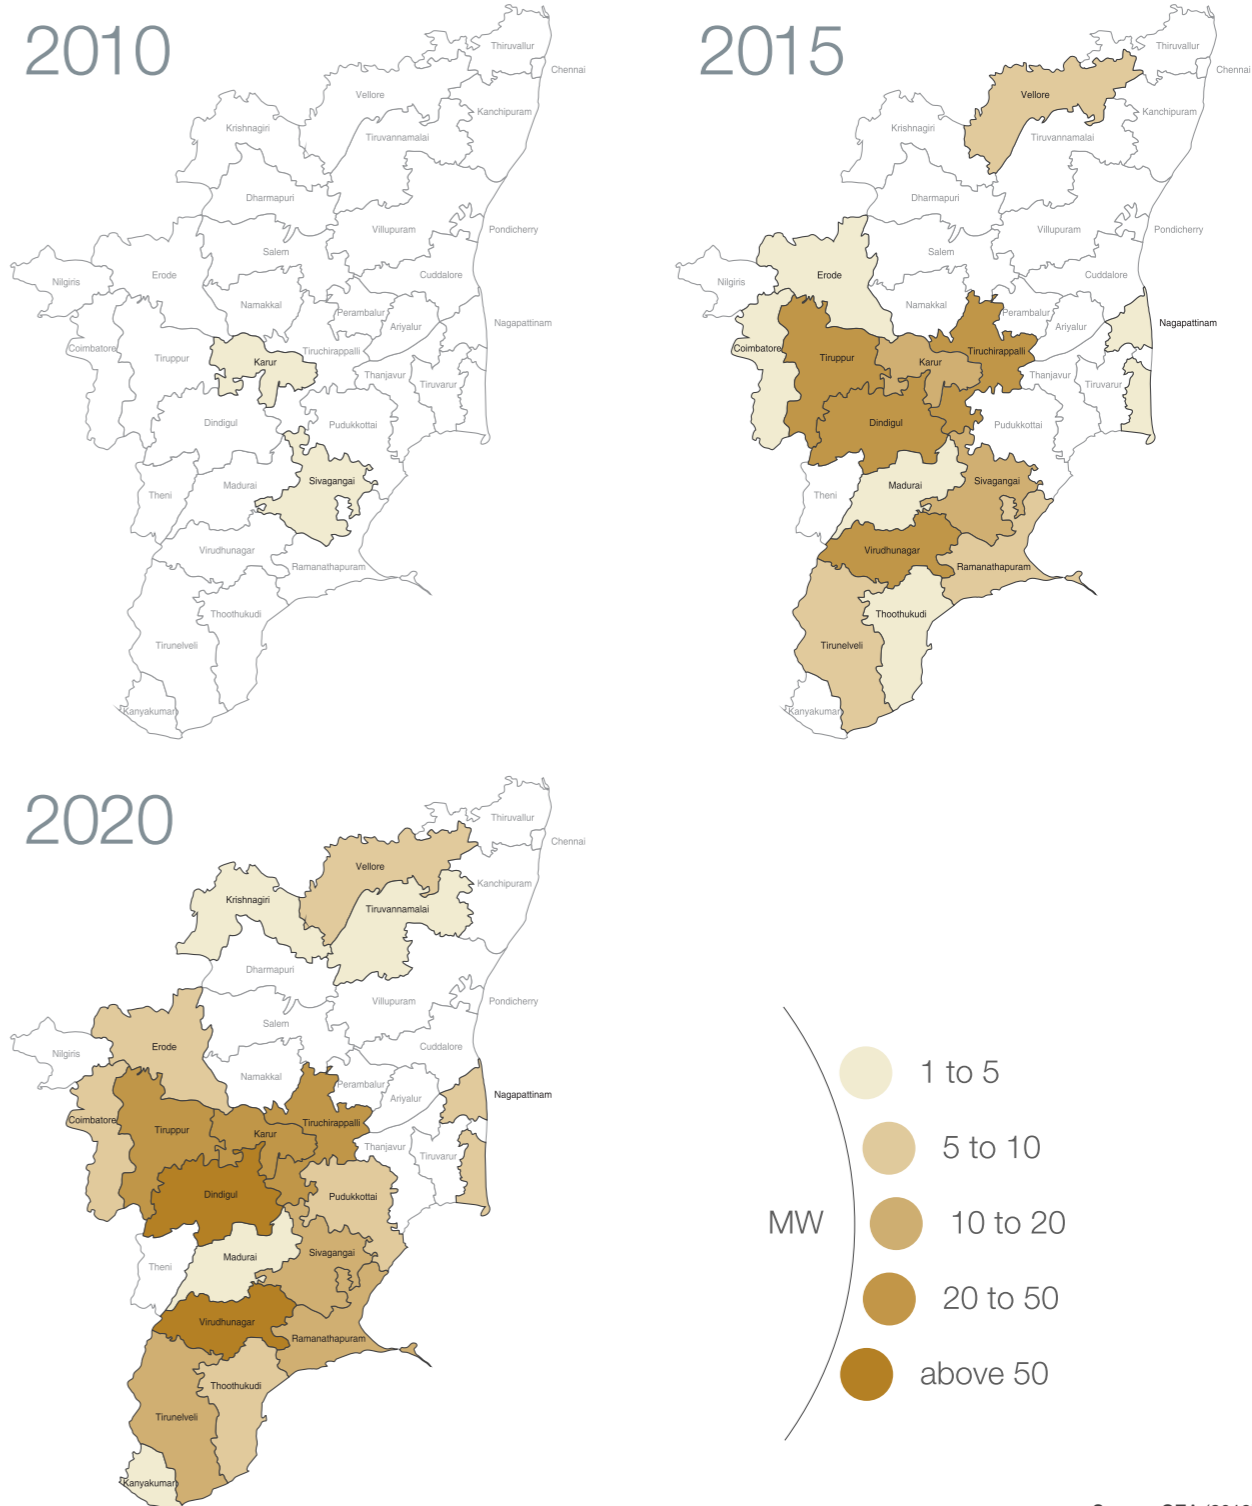 2010
Thiruvallur
Chennai
Vellore
Kanchipuram
Krishnagiri
Tiruvannamalai
Dharmapuri
Villupuram
Pondicherry
Salem
Cuddalore
Nilgiris
Erode
Namakkal
Perambalur
Ariyalur
Nagapattinam
Coimbatore
Tiruppur
Karur
Tiruchirappalli
Thanjavur
Tiruvarur
Dindigul
Pudukkottai
Sivagangai
Madurai
Theni
Virudhunagar
Ramanathapuram
Thoothukudi
Tirunelveli
Kanyakumari
2015
Thiruvallur
Chennai
Vellore
Kanchipuram
Krishnagiri
Tiruvannamalai
Dharmapuri
Villupuram
Pondicherry
Salem
Cuddalore
Nilgiris
Erode
Namakkal
Perambalur
Ariyalur
Nagapattinam
Coimbatore
Tiruppur
Karur
Tiruchirappalli
Thanjavur
Tiruvarur
Dindigul
Pudukkottai
Sivagangai
Madurai
Theni
Virudhunagar
Ramanathapuram
Thoothukudi
Tirunelveli
Kanyakumari
2020
Thiruvallur
Chennai
Vellore
Kanchipuram
Krishnagiri
Tiruvannamalai
Dharmapuri
Villupuram
Pondicherry
Salem
Cuddalore
Nilgiris
Erode
Namakkal
Perambalur
Ariyalur
Nagapattinam
Coimbatore
Tiruppur
Karur
Tiruchirappalli
Thanjavur
Tiruvarur
Dindigul
Pudukkottai
Sivagangai
Madurai
Theni
Virudhunagar
Ramanathapuram
Thoothukudi
Tirunelveli
Kanyakumari
MW
1 to 5
5 to 10
10 to 20
20 to 50
above 50